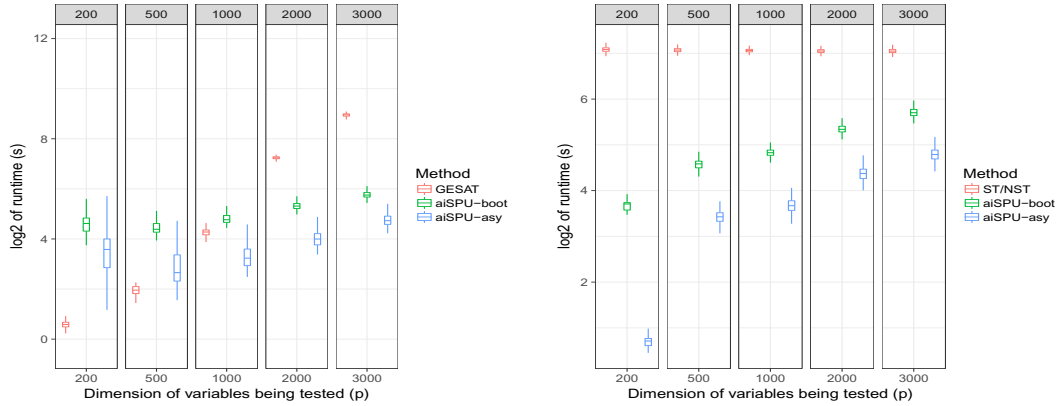 200 500 1000 2000 3000
12
8
4
0
log2 of runtime (s)
200 500 1000 2000 3000
Dimension of variables being tested (p)
Method
GESAT
aiSPU-boot
aiSPU-asy
200 500 1000 2000 3000
6
4
2
log2 of runtime (s)
200 500 1000 2000 3000
Dimension of variables being tested (p)
Method
ST/NST
aiSPU-boot
aiSPU-asy